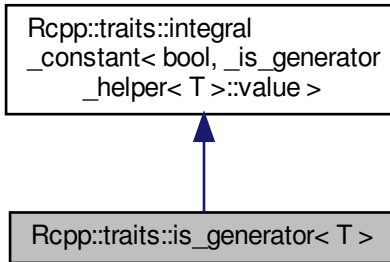 Rcpp::traits::integral
_constant< bool, _is_generator
_helper< T >::value >
Rcpp::traits::is_generator< T >